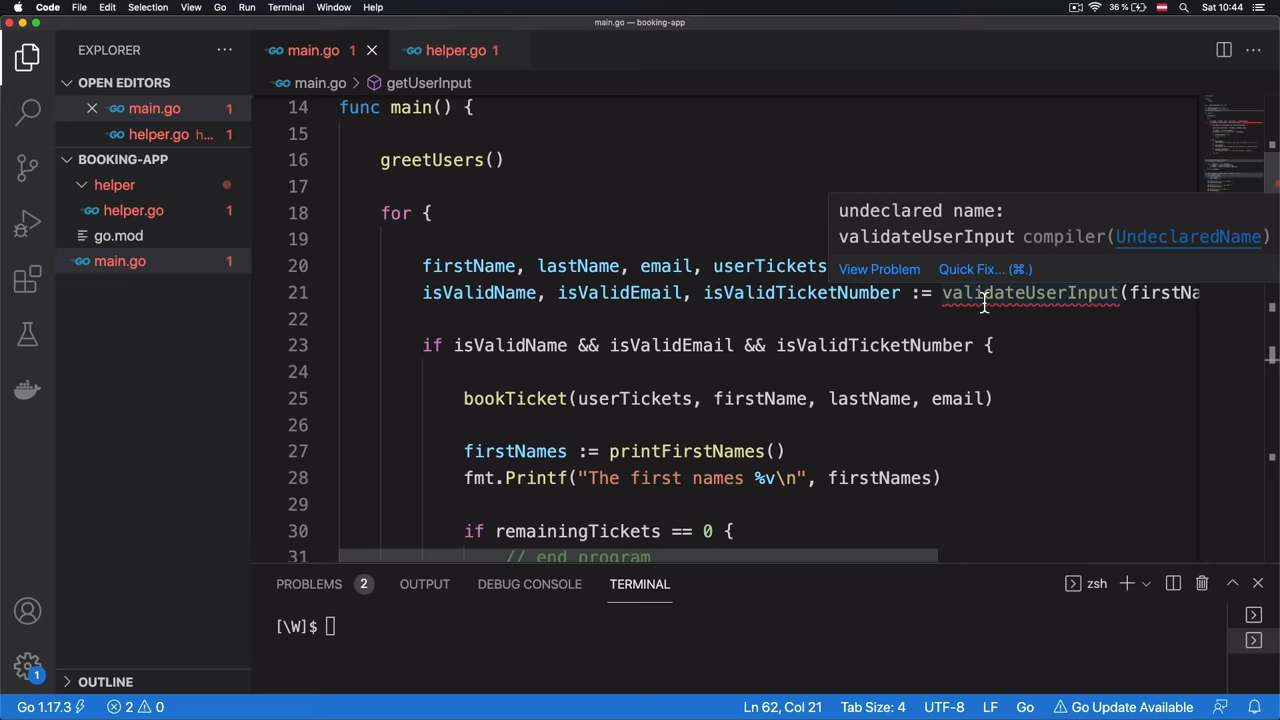 Code File Edit Selection View Go Run Terminal Window Help 36 % Sat 10:44
main.go — booking-app
EXPLORER
OPEN EDITORS
main.go 1
helper.go h... 1
BOOKING-APP
helper
helper.go 1
go.mod
main.go 1
OUTLINE
main.go 1
helper.go 1
main.go > getUserInput
14 func main() {
15
16 greetUsers()
17
18 for {
19
20 firstName, lastName, email, userTickets
21 isValidName, isValidEmail, isValidTicketNumber := validateUserInput(firstNa
22
23 if isValidName && isValidEmail && isValidTicketNumber {
24
25 bookTicket(userTickets, firstName, lastName, email)
26
27 firstNames := printFirstNames()
28 fmt.Printf("The first names %v\n", firstNames)
29
30 if remainingTickets == 0 {
31 // end program
undeclared name:
validateUserInput compiler(UndeclaredName)
View Problem Quick Fix... (⌘.)
PROBLEMS 2 OUTPUT DEBUG CONSOLE TERMINAL
zsh
[\W]$
1
Go 1.17.3 2 0 Ln 62, Col 21 Tab Size: 4 UTF-8 LF Go Go Update Available